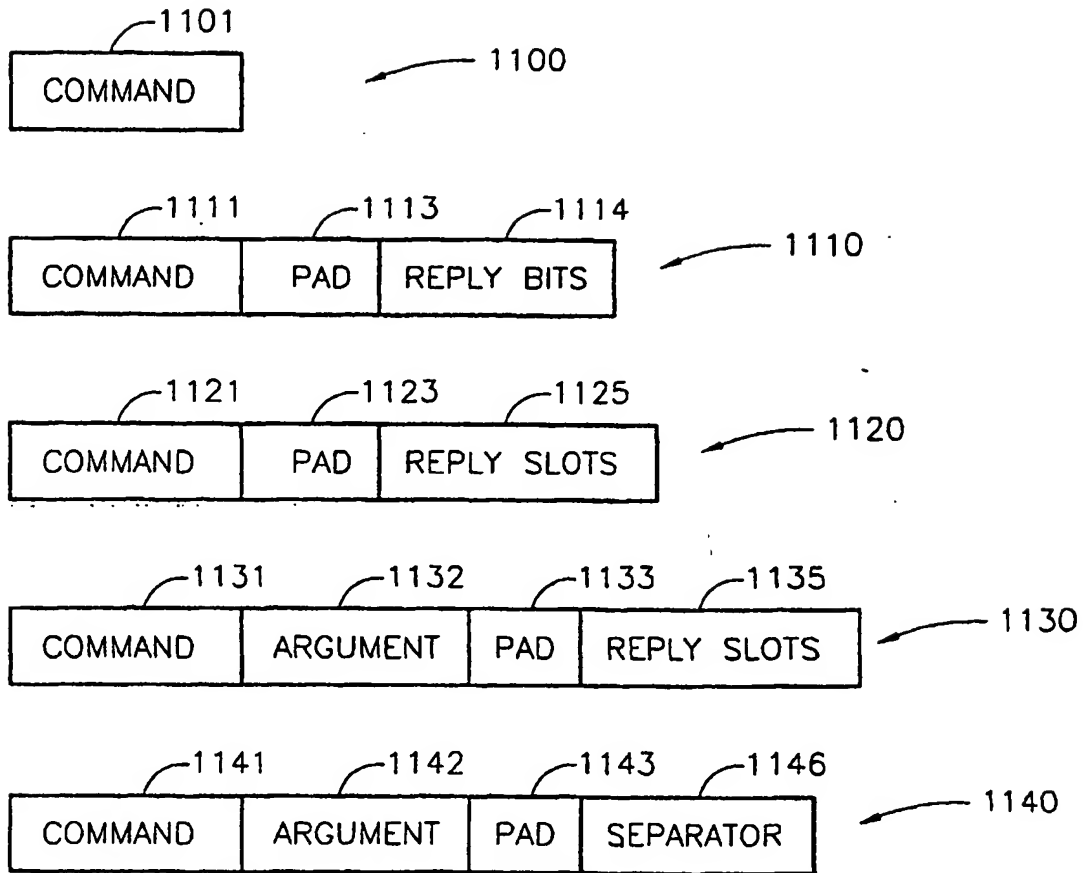 1101
COMMAND
1100
1111 1113 1114
COMMAND PAD REPLY BITS
1110
1121 1123 1125
COMMAND PAD REPLY SLOTS
1120
1131 1132 1133 1135
COMMAND ARGUMENT PAD REPLY SLOTS
1130
1141 1142 1143 1146
COMMAND ARGUMENT PAD SEPARATOR
1140